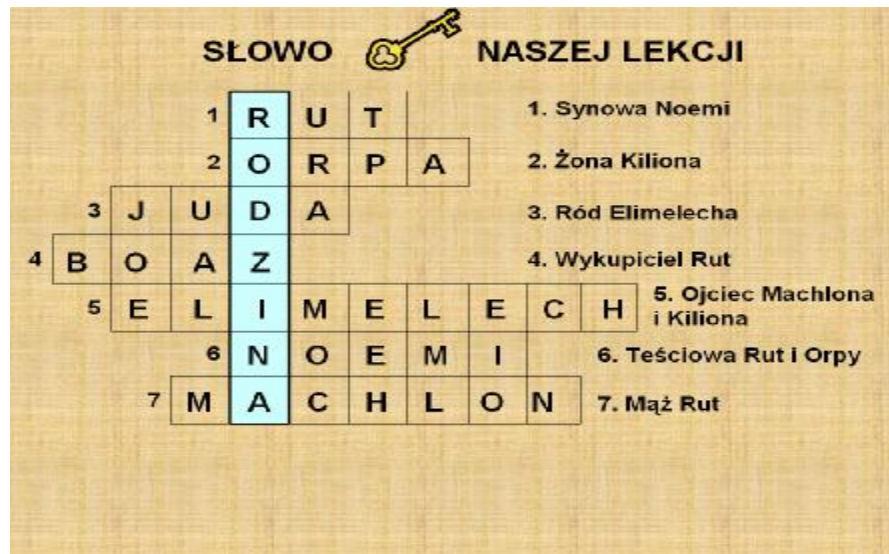 SŁOWO NASZEJ LEKCJI
1 R U T 1. Synowa Noemi
2 O R P A 2. Żona Kiliona
3 J U D A 3. Ród Elimelecha
4 B O A Z 4. Wykupiciel Rut
5 E L I M E L E C H 5. Ojciec Machlona
i Kiliona
6 N O E M I 6. Teściowa Rut i Orpy
7 M A C H L O N 7. Mąż Rut